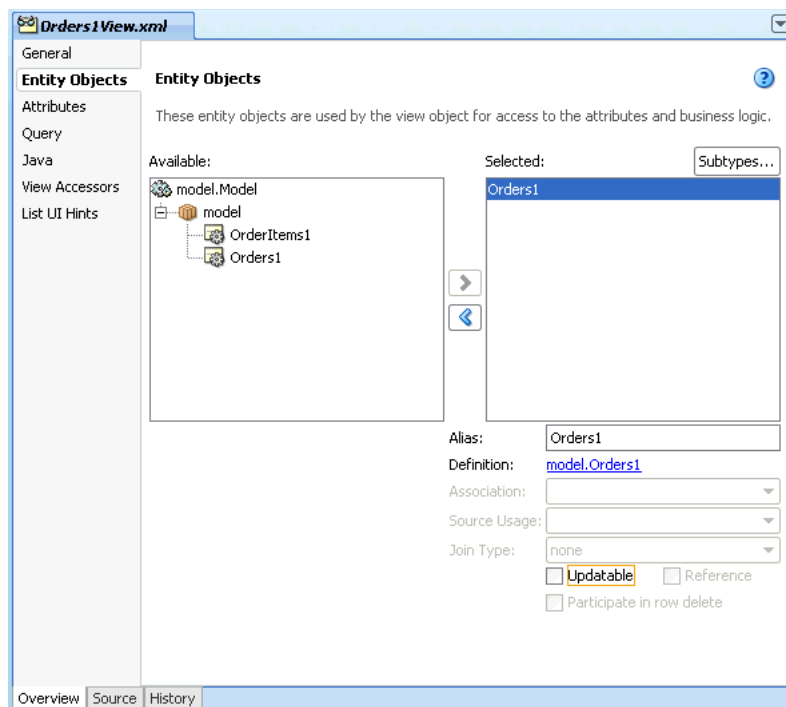 Orders1View.xml
General
Entity Objects
Attributes
Query
Java
View Accessors
List UI Hints
Entity Objects
These entity objects are used by the view object for access to the attributes and business logic.
Available:
Selected:
Subtypes...
model.Model
model
OrderItems1
Orders1
Orders1
Alias:
Orders1
Definition:
model.Orders1
Association:
Source Usage:
Join Type:
none
Updatable
Reference
Participate in row delete
Overview
Source
History